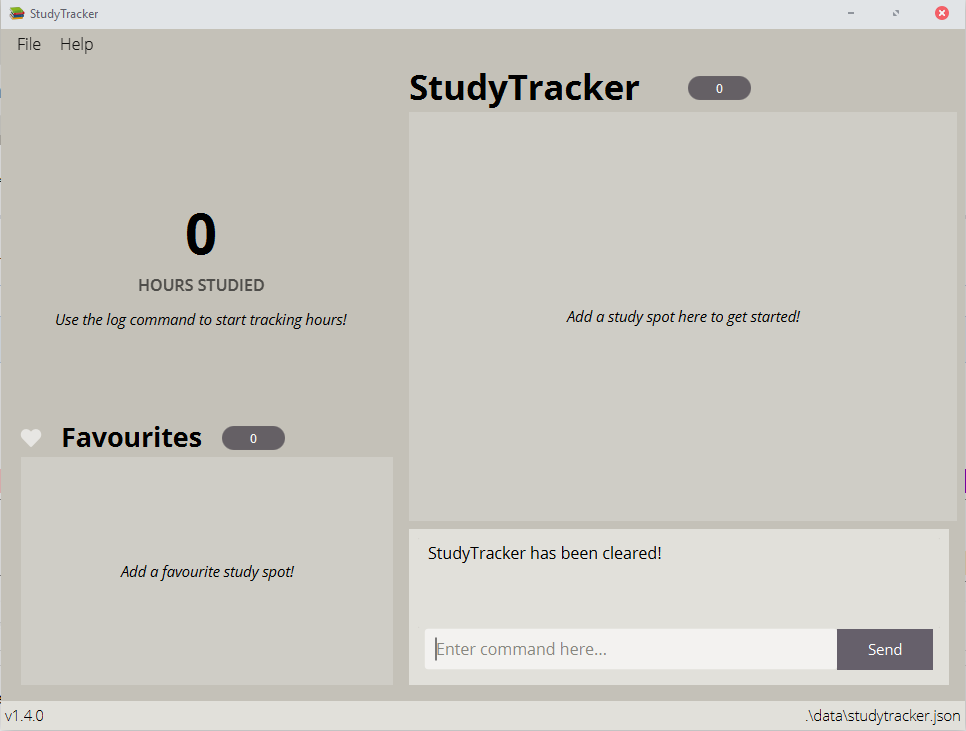 StudyTracker
File Help
StudyTracker 0
0
HOURS STUDIED
Use the log command to start tracking hours!
Add a study spot here to get started!
Favourites 0
Add a favourite study spot!
StudyTracker has been cleared!
Enter command here...
Send
v1.4.0
.\data\studytracker.json